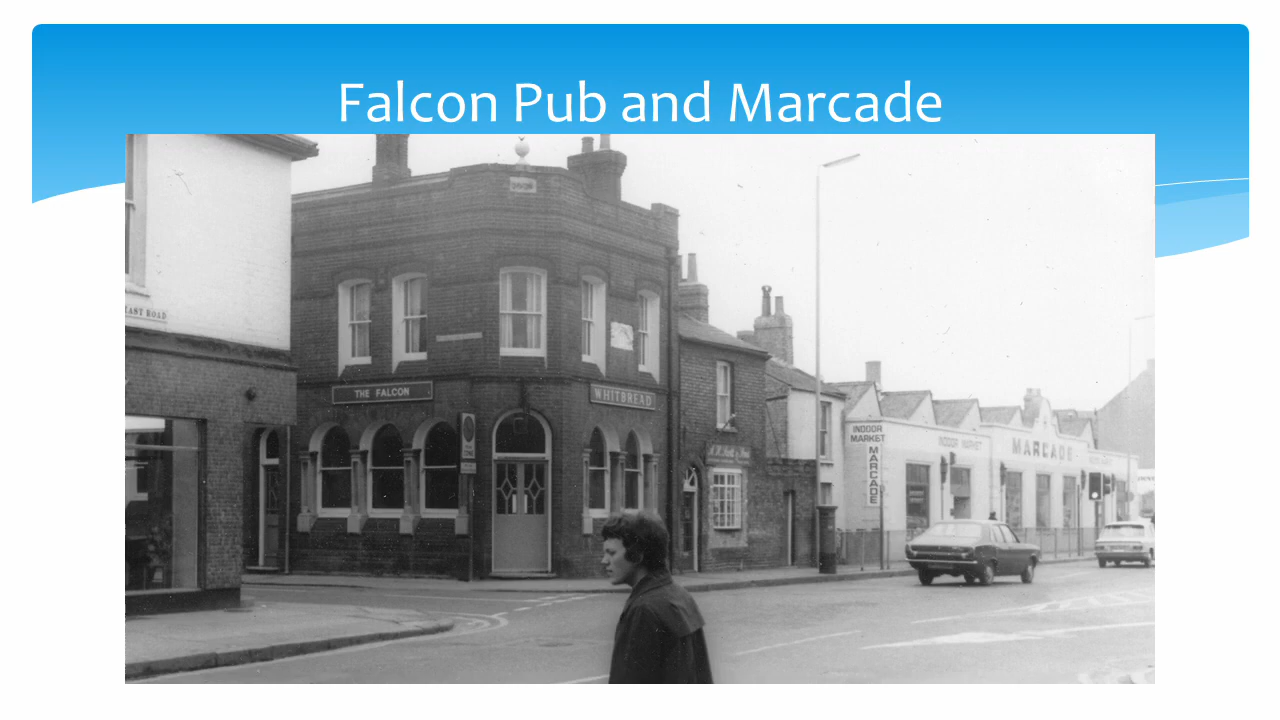 Falcon Pub and Marcade
EAST ROAD
THE FALCON
WHITBREAD
INDOOR
MARKET
MARCADE
INDOOR MARKET
MARCADE